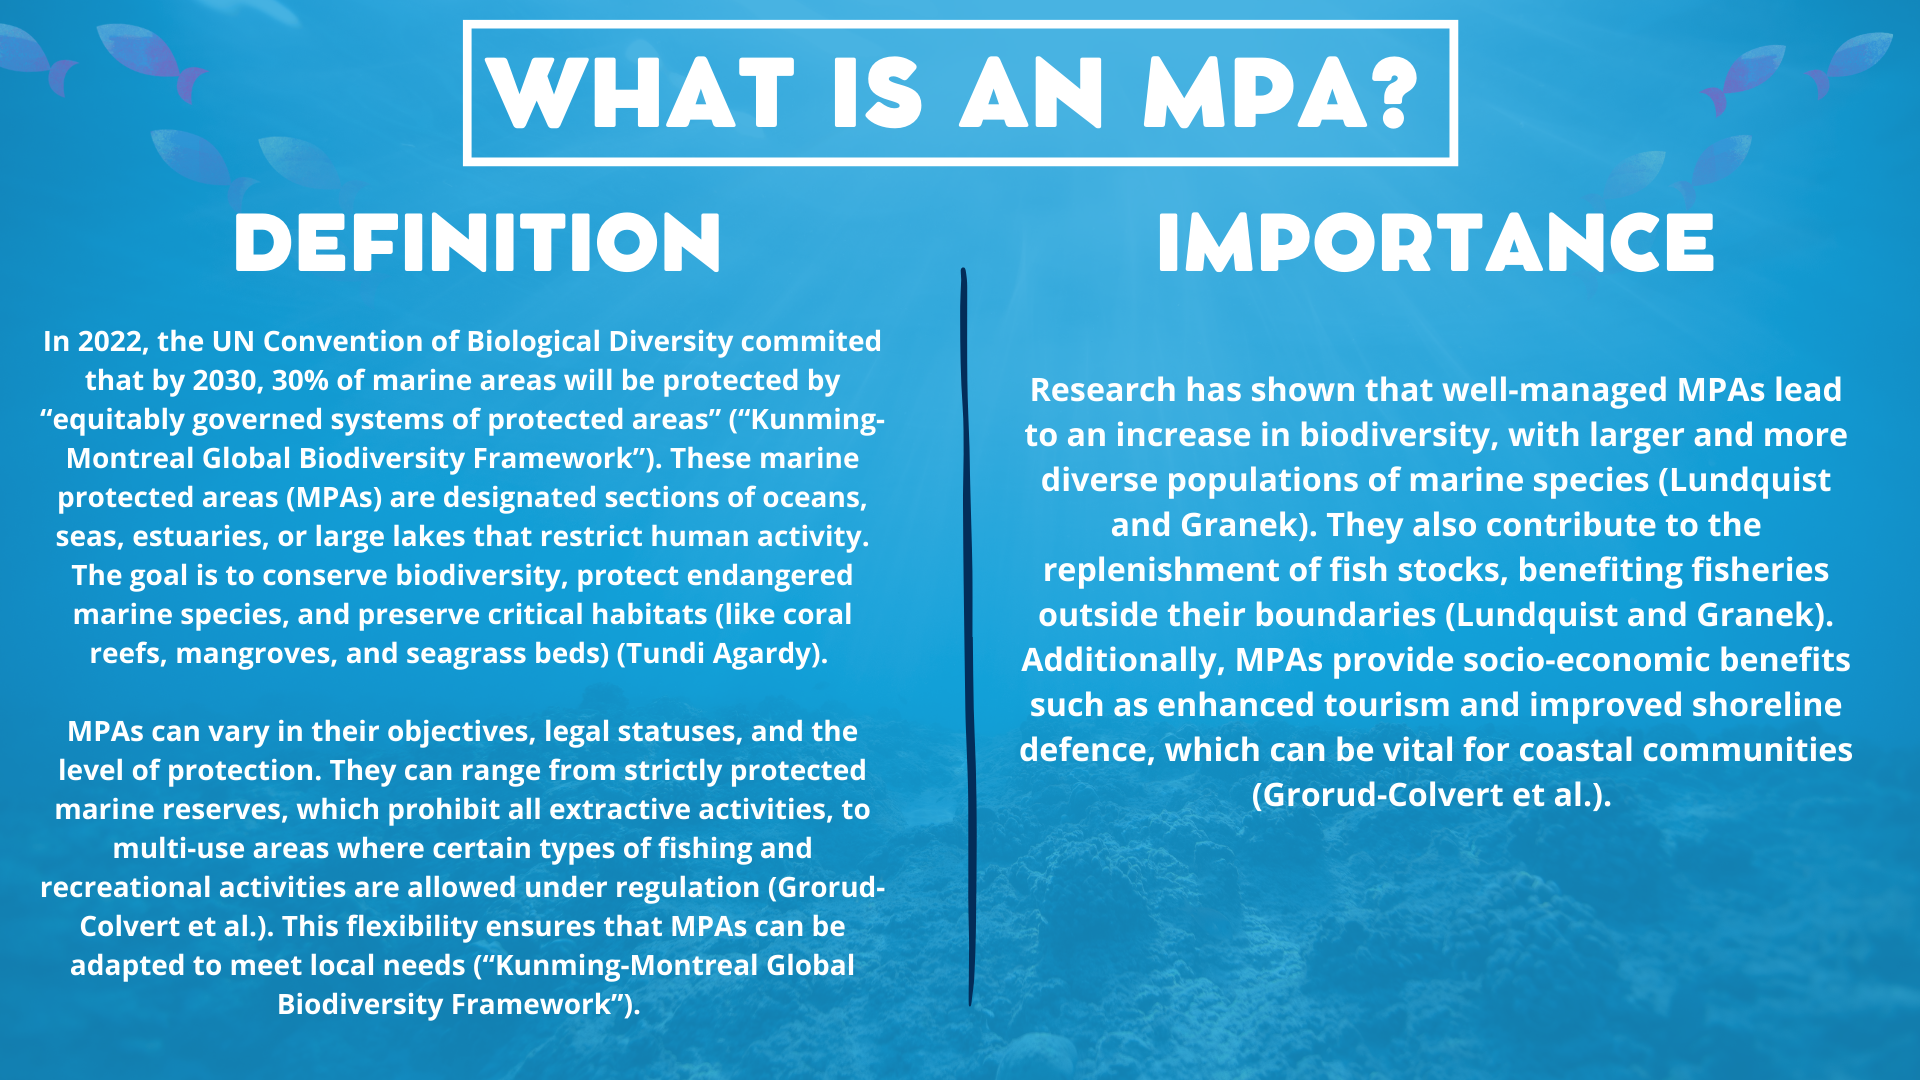 WHAT IS AN MPA?
DEFINITION
In 2022, the UN Convention of Biological Diversity commited
that by 2030, 30% of marine areas will be protected by
“equitably governed systems of protected areas” (“Kunming-
Montreal Global Biodiversity Framework”). These marine
protected areas (MPAs) are designated sections of oceans,
seas, estuaries, or large lakes that restrict human activity.
The goal is to conserve biodiversity, protect endangered
marine species, and preserve critical habitats (like coral
reefs, mangroves, and seagrass beds) (Tundi Agardy).
MPAs can vary in their objectives, legal statuses, and the
level of protection. They can range from strictly protected
marine reserves, which prohibit all extractive activities, to
multi-use areas where certain types of fishing and
recreational activities are allowed under regulation (Grorud-
Colvert et al.). This flexibility ensures that MPAs can be
adapted to meet local needs (“Kunming-Montreal Global
Biodiversity Framework”).
IMPORTANCE
Research has shown that well-managed MPAs lead
to an increase in biodiversity, with larger and more
diverse populations of marine species (Lundquist
and Granek). They also contribute to the
replenishment of fish stocks, benefiting fisheries
outside their boundaries (Lundquist and Granek).
Additionally, MPAs provide socio-economic benefits
such as enhanced tourism and improved shoreline
defence, which can be vital for coastal communities
(Grorud-Colvert et al.).